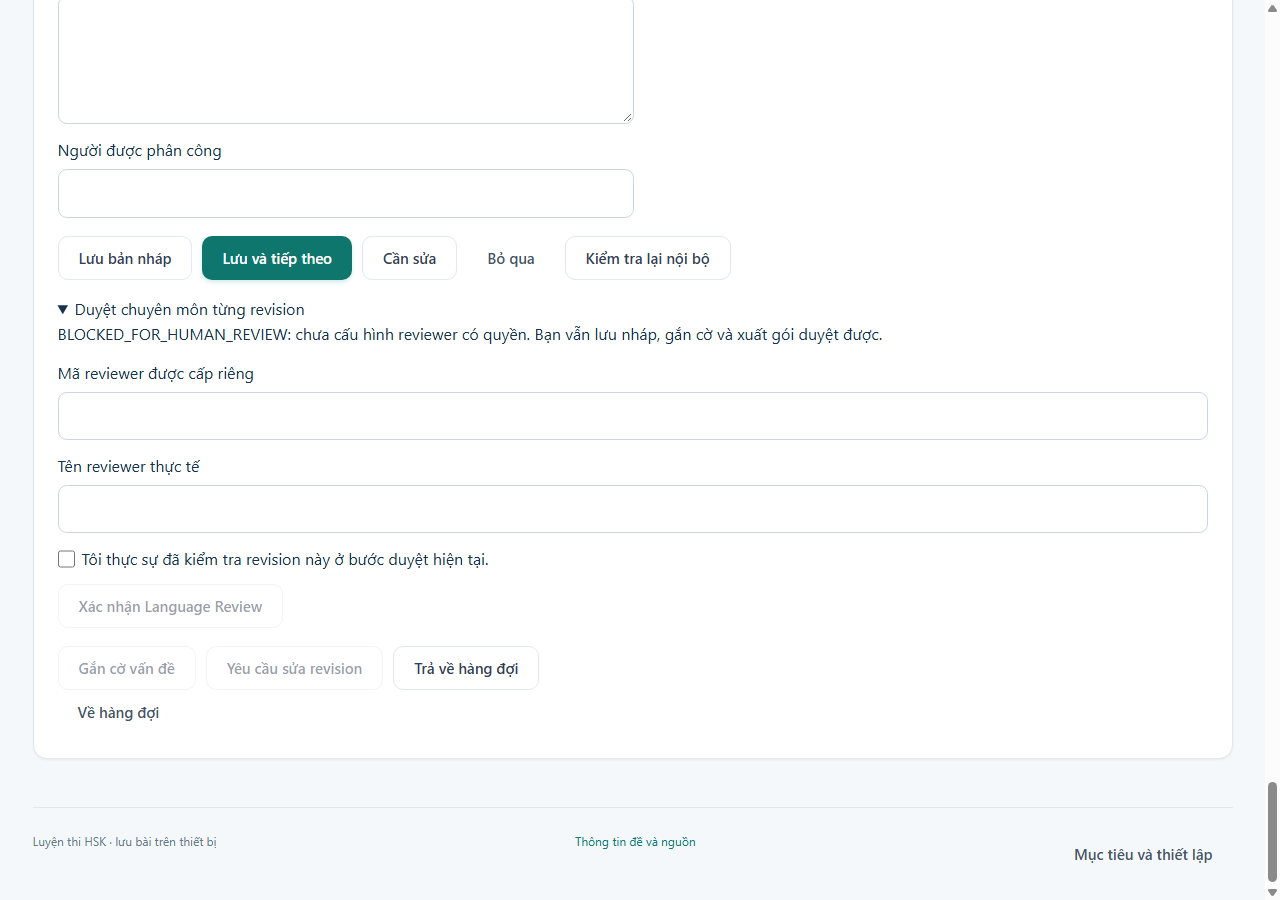 Người được phân công
Lưu bản nháp
Lưu và tiếp theo
Cần sửa
Bỏ qua
Kiểm tra lại nội bộ
▼ Duyệt chuyên môn từng revision
BLOCKED_FOR_HUMAN_REVIEW: chưa cấu hình reviewer có quyền. Bạn vẫn lưu nháp, gắn cờ và xuất gói duyệt được.
Mã reviewer được cấp riêng
Tên reviewer thực tế
Tôi thực sự đã kiểm tra revision này ở bước duyệt hiện tại.
Xác nhận Language Review
Gắn cờ vấn đề
Yêu cầu sửa revision
Trả về hàng đợi
Về hàng đợi
Luyện thi HSK · lưu bài trên thiết bị
Thông tin đề và nguồn
Mục tiêu và thiết lập